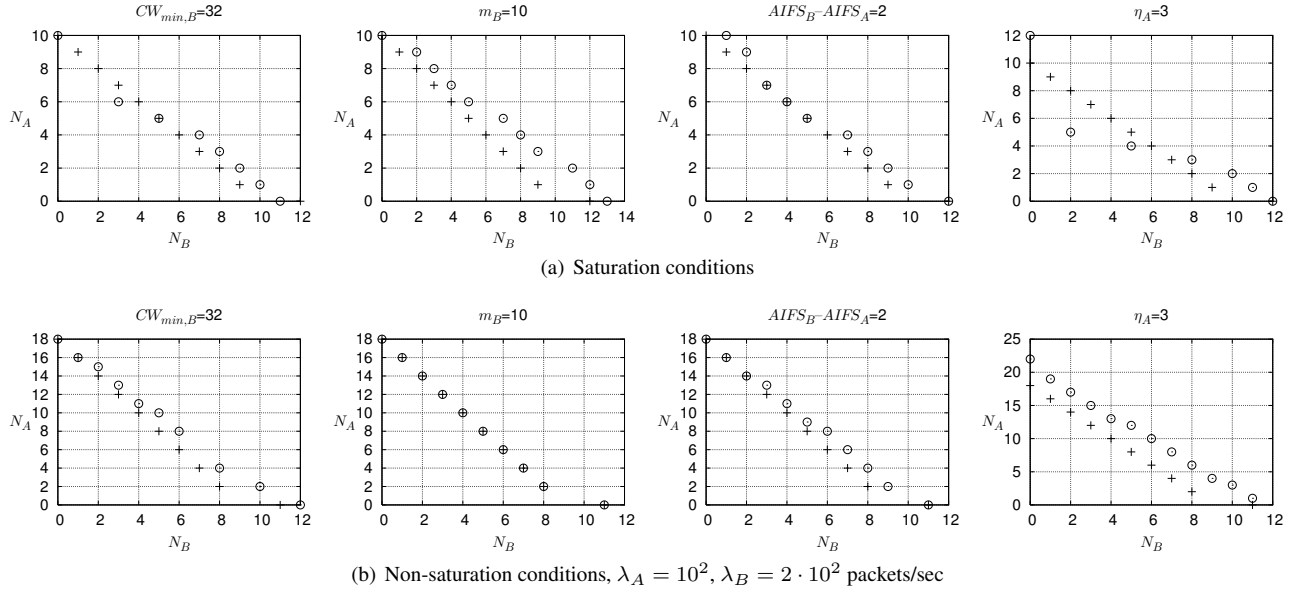 CW_min,B=32
m_B=10
AIFS_B–AIFS_A=2
η_A=3
10
8
6
4
2
0
N_A
0 2 4 6 8 10 12
N_B
10
8
6
4
2
0
N_A
0 2 4 6 8 10 12 14
N_B
10
8
6
4
2
0
N_A
0 2 4 6 8 10 12
N_B
12
10
8
6
4
2
0
N_A
0 2 4 6 8 10 12
N_B
(a) Saturation conditions
CW_min,B=32
m_B=10
AIFS_B–AIFS_A=2
η_A=3
18
16
14
12
10
8
6
4
2
0
N_A
0 2 4 6 8 10 12
N_B
18
16
14
12
10
8
6
4
2
0
N_A
0 2 4 6 8 10 12
N_B
18
16
14
12
10
8
6
4
2
0
N_A
0 2 4 6 8 10 12
N_B
25
20
15
10
5
0
N_A
0 2 4 6 8 10 12
N_B
(b) Non-saturation conditions, λ_A = 10², λ_B = 2 · 10² packets/sec